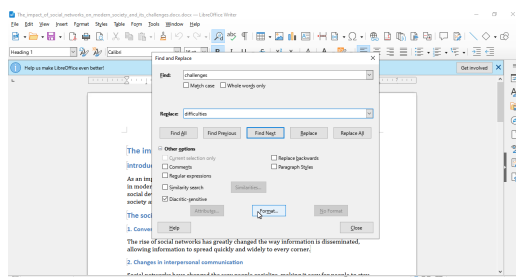 The_impact_of_social_networks_on_modern_society_and_its_challenges.docx.docx — LibreOffice Writer
File Edit View Insert Format Styles Table Form Tools Window Help
Heading 1 Calibri
Help us make LibreOffice even better! Get involved
Find and Replace
Find: challenges
Match case Whole words only
Replace: difficulties
Find All Find Previous Find Next Replace Replace All
Other options
Current selection only Replace backwards
Comments Paragraph Styles
Regular expressions
Similarity search Similarities...
Diacritic-sensitive
Attributes... Format... No Format
Help Close
The im
Introdu
As an imp
in moder
social de
society a
The soci
1. Conver
The rise of social networks has greatly changed the way information is disseminated,
allowing information to spread quickly and widely to every corner.
2. Changes in interpersonal communication